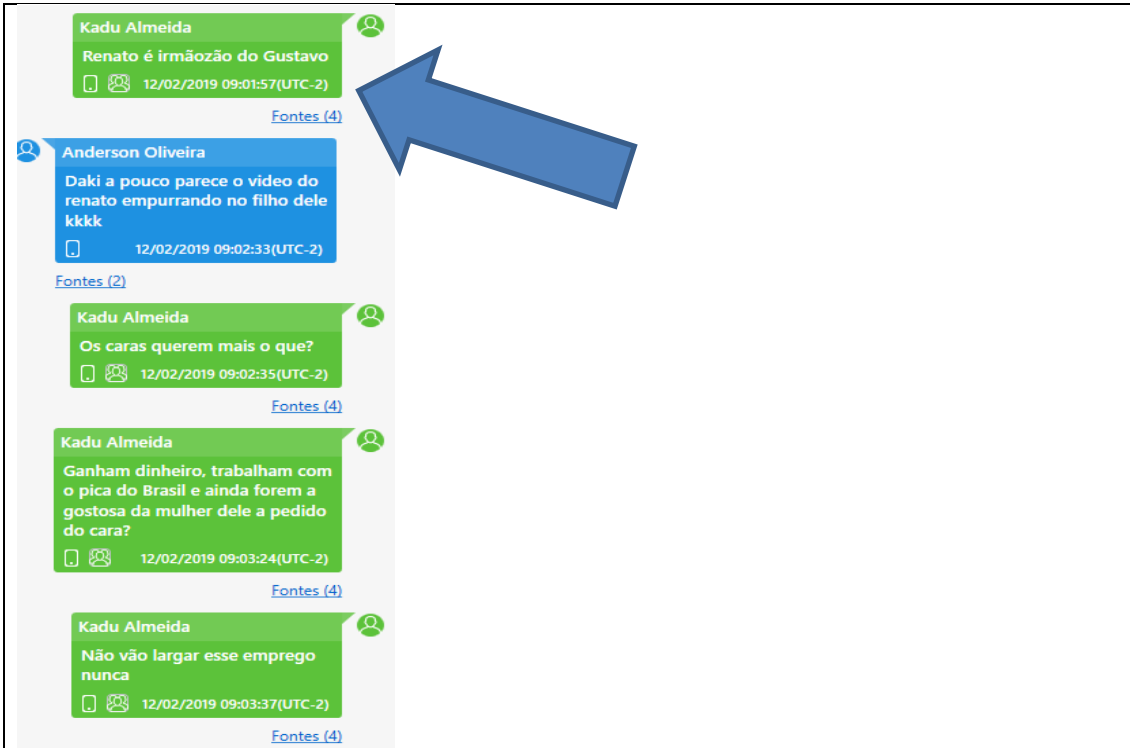 Kadu Almeida
Renato é irmãozão do Gustavo
12/02/2019 09:01:57(UTC-2)
Fontes (4)
Anderson Oliveira
Daki a pouco parece o video do
renato empurrando no filho dele
kkkk
12/02/2019 09:02:33(UTC-2)
Fontes (2)
Kadu Almeida
Os caras querem mais o que?
12/02/2019 09:02:35(UTC-2)
Fontes (4)
Kadu Almeida
Ganham dinheiro, trabalham com
o pica do Brasil e ainda forem a
gostosa da mulher dele a pedido
do cara?
12/02/2019 09:03:24(UTC-2)
Fontes (4)
Kadu Almeida
Não vão largar esse emprego
nunca
12/02/2019 09:03:37(UTC-2)
Fontes (4)